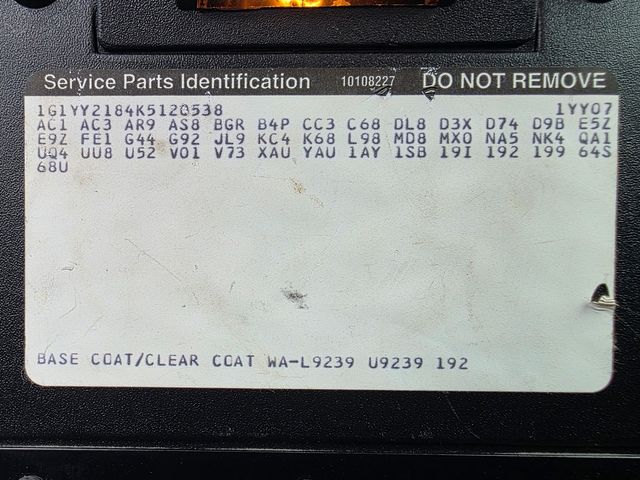 Service Parts Identification 10108227 DO NOT REMOVE
1G1YY2184K5120538 1YY07
AC1 AC3 AR9 AS8 BGR B4P CC3 C68 DL8 D3X D74 D9B E5Z
E9Z FE1 G44 G92 JL9 KC4 K68 L98 MD8 MX0 NA5 NK4 QA1
UQ4 UU8 U52 V01 V73 XAU YAU 1AY 1SB 19I 192 199 64S
68U
BASE COAT/CLEAR COAT WA-L9239 U9239 192